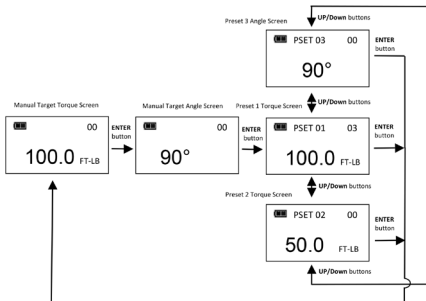 Preset 3 Angle Screen
UP/Down buttons
PSET 03 00
90°
ENTER
button
UP/Down buttons
Manual Target Torque Screen
00
100.0 FT-LB
ENTER
button
Manual Target Angle Screen
00
90°
ENTER
button
Preset 1 Torque Screen
PSET 01 03
100.0 FT-LB
ENTER
button
UP/Down buttons
Preset 2 Torque Screen
PSET 02 00
50.0 FT-LB
ENTER
button
UP/Down buttons